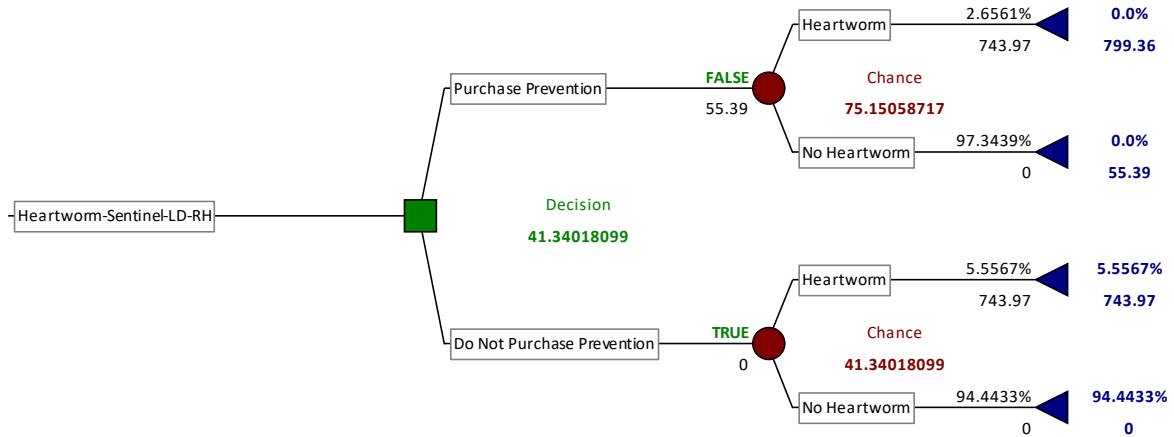 Heartworm 2.6561% 0.0%
743.97 799.36
FALSE Chance
Purchase Prevention
55.39 75.15058717
No Heartworm 97.3439% 0.0%
0 55.39
Heartworm-Sentinel-LD-RH Decision
41.34018099
Heartworm 5.5567% 5.5567%
743.97 743.97
TRUE Chance
Do Not Purchase Prevention
0 41.34018099
No Heartworm 94.4433% 94.4433%
0 0